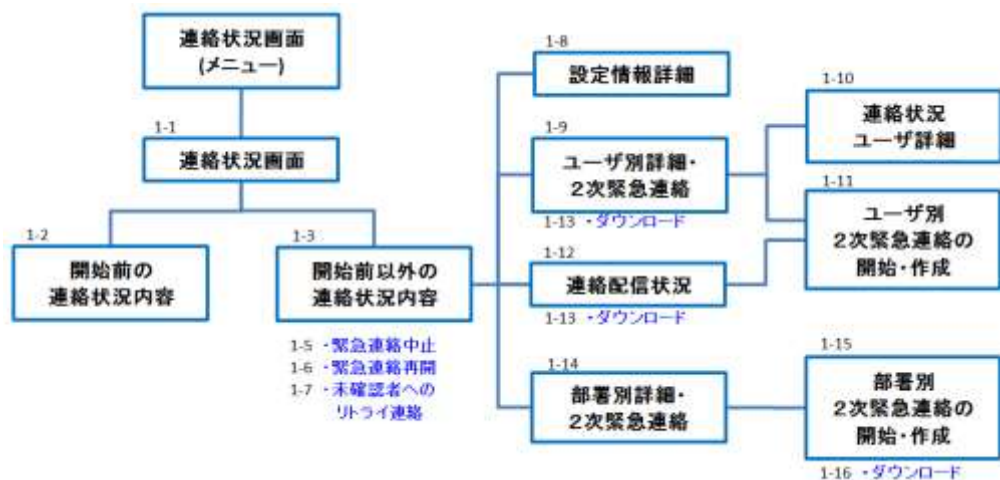 連絡状況画面
(メニュー)
1-1
連絡状況画面
1-2
開始前の
連絡状況内容
1-3
開始前以外の
連絡状況内容
1-5 ・緊急連絡中止
1-6 ・緊急連絡再開
1-7 ・未確認者への
リトライ連絡
1-8
設定情報詳細
1-9
ユーザ別詳細・
2次緊急連絡
1-13 ・ダウンロード
1-12
連絡配信状況
1-13 ・ダウンロード
1-14
部署別詳細・
2次緊急連絡
1-10
連絡状況
ユーザ詳細
1-11
ユーザ別
2次緊急連絡の
開始・作成
1-15
部署別
2次緊急連絡の
開始・作成
1-16 ・ダウンロード